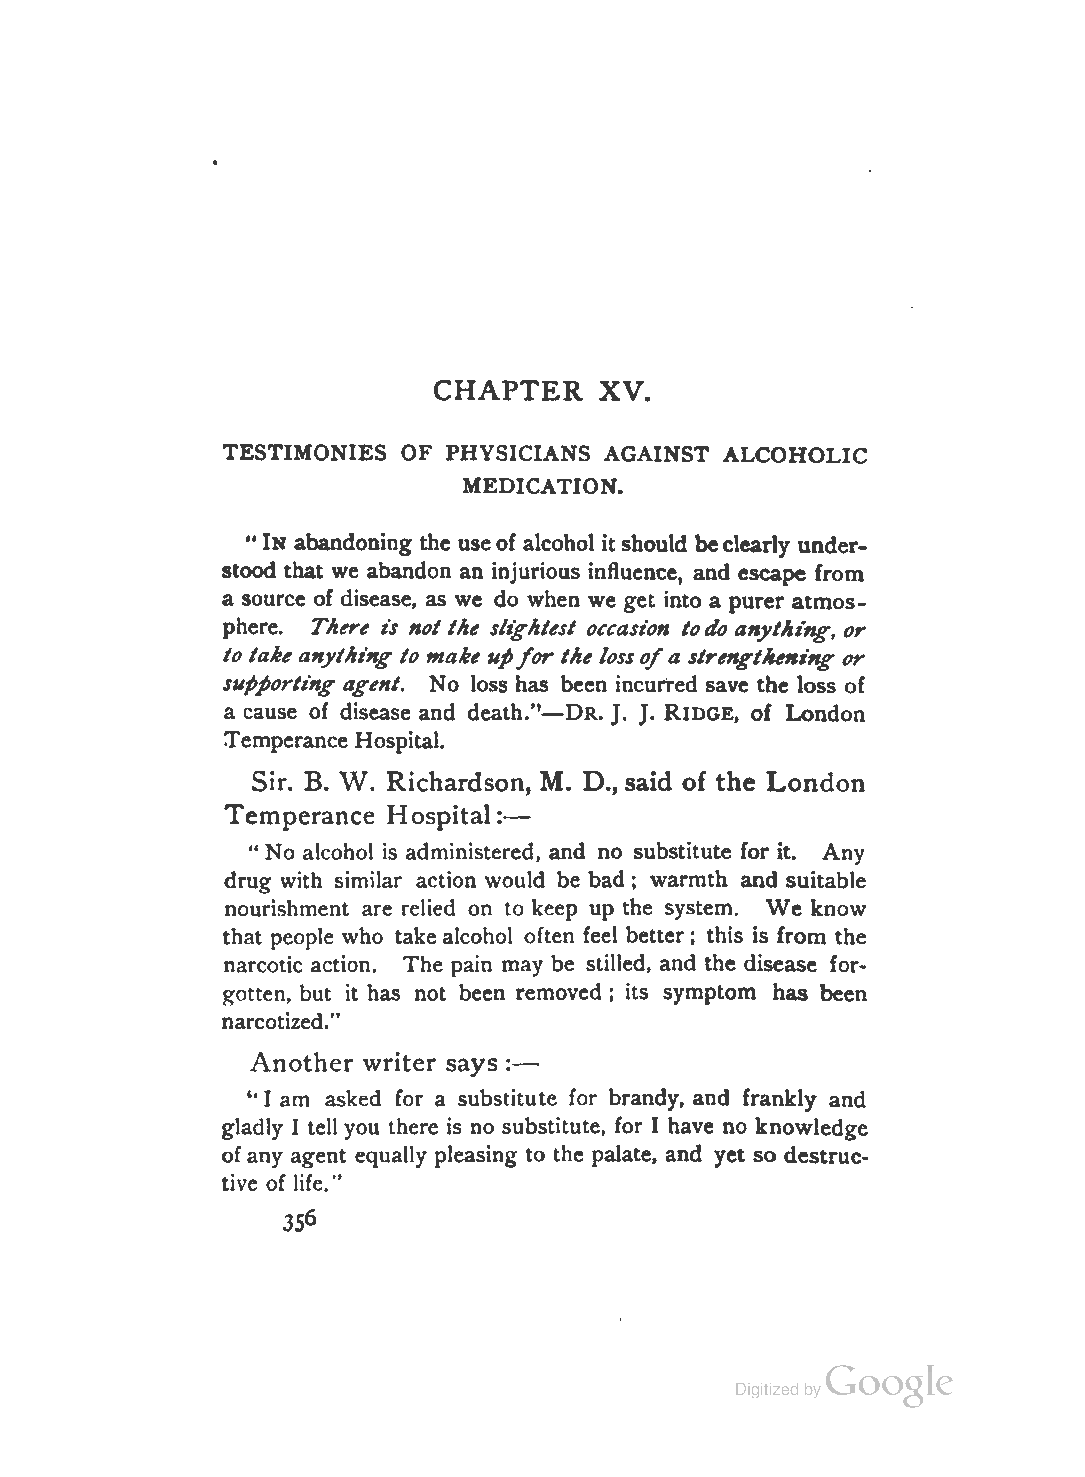 CHAPTER XV.
TESTIMONIES OF PHYSICIANS AGAINST ALCOHOLIC
MEDICATION.
"IN abandoning the use of alcohol it should be clearly under-
stood that we abandon an injurious influence, and escape from
a source of disease, as we do when we get into a purer atmos-
phere. There is not the slightest occasion to do anything, or
to take anything to make up for the loss of a strengthening or
supporting agent. No loss has been incurred save the loss of
a cause of disease and death."—DR. J. J. RIDGE, of London
Temperance Hospital.
Sir. B. W. Richardson, M. D., said of the London
Temperance Hospital:—
"No alcohol is administered, and no substitute for it. Any
drug with similar action would be bad; warmth and suitable
nourishment are relied on to keep up the system. We know
that people who take alcohol often feel better; this is from the
narcotic action. The pain may be stilled, and the disease for-
gotten, but it has not been removed; its symptom has been
narcotized."
Another writer says:—
"I am asked for a substitute for brandy, and frankly and
gladly I tell you there is no substitute, for I have no knowledge
of any agent equally pleasing to the palate, and yet so destruc-
tive of life."
356
Digitized by Google